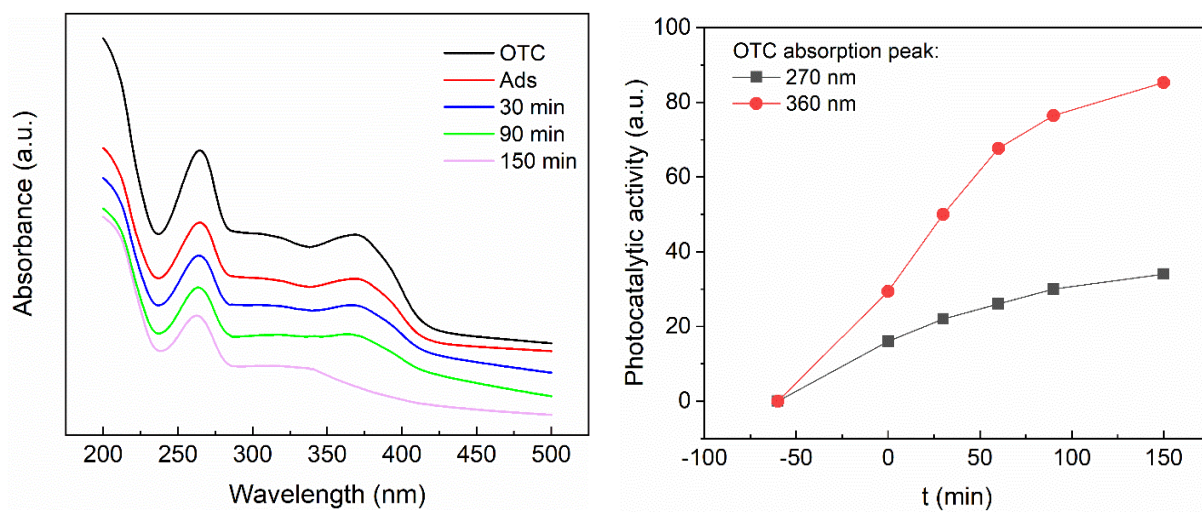 Absorbance (a.u.)
OTC
Ads
30 min
90 min
150 min
200 250 300 350 400 450 500
Wavelength (nm)
Photocatalytic activity (a.u.)
100
80
60
40
20
0
OTC absorption peak:
270 nm
360 nm
-100 -50 0 50 100 150
t (min)